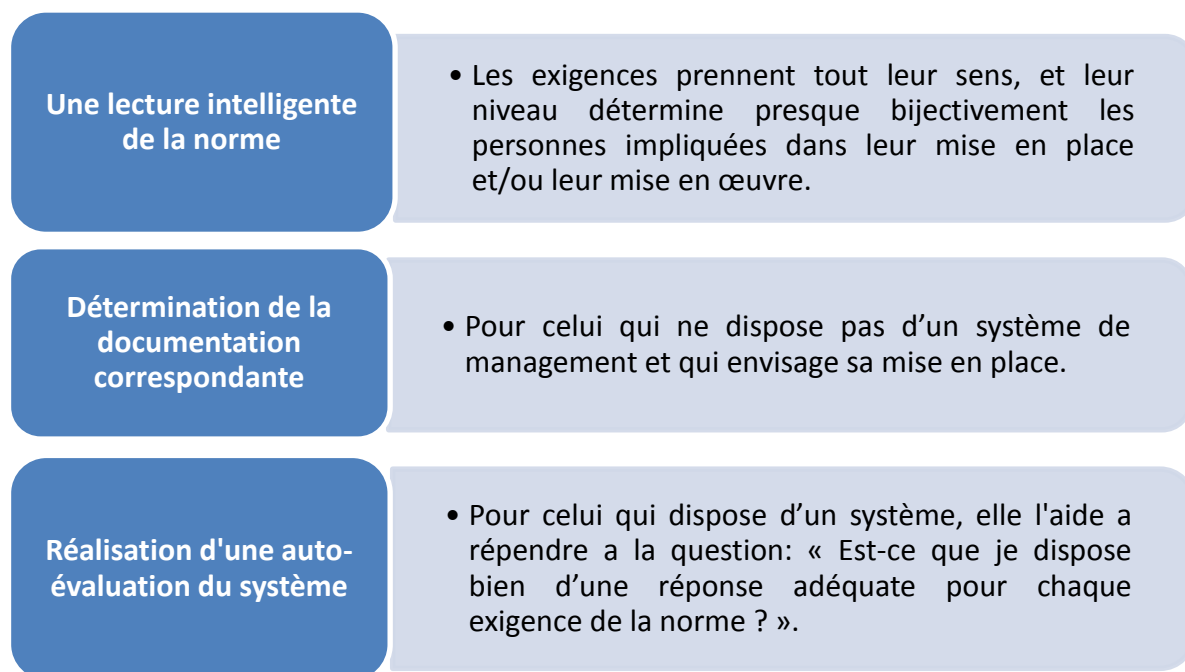 Une lecture intelligente
de la norme
• Les exigences prennent tout leur sens, et leur
niveau détermine presque bijectivement les
personnes impliquées dans leur mise en place
et/ou leur mise en œuvre.
Détermination de la
documentation
correspondante
• Pour celui qui ne dispose pas d’un système de
management et qui envisage sa mise en place.
Réalisation d'une auto-
évaluation du système
• Pour celui qui dispose d’un système, elle l'aide a
répendre a la question: « Est-ce que je dispose
bien d’une réponse adéquate pour chaque
exigence de la norme ? ».